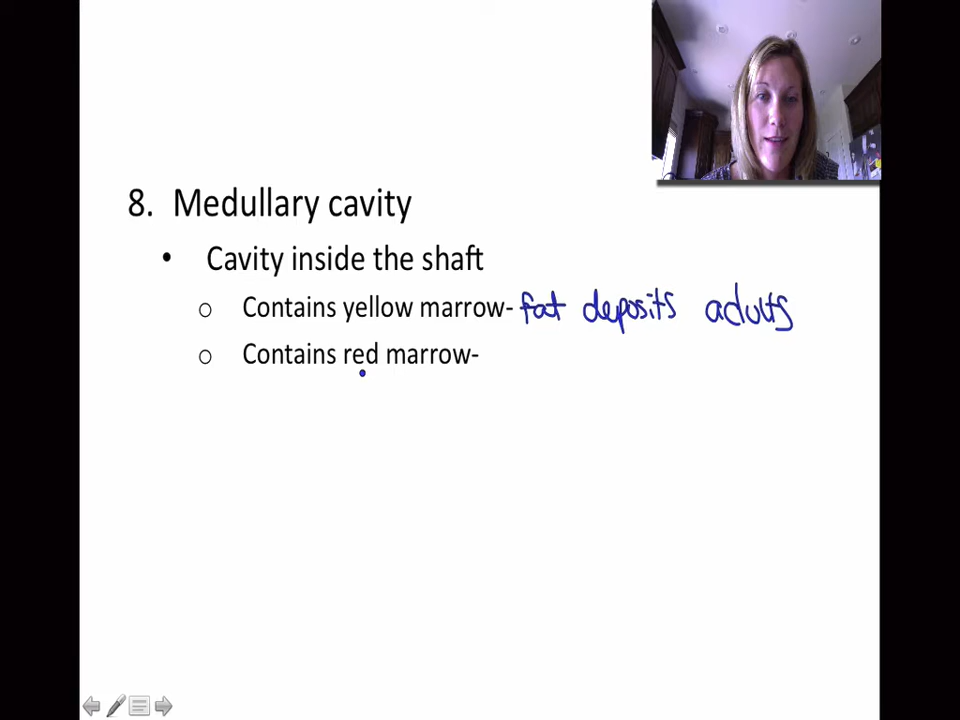 8. Medullary cavity
• Cavity inside the shaft
o Contains yellow marrow- fat deposits adults
o Contains red marrow-